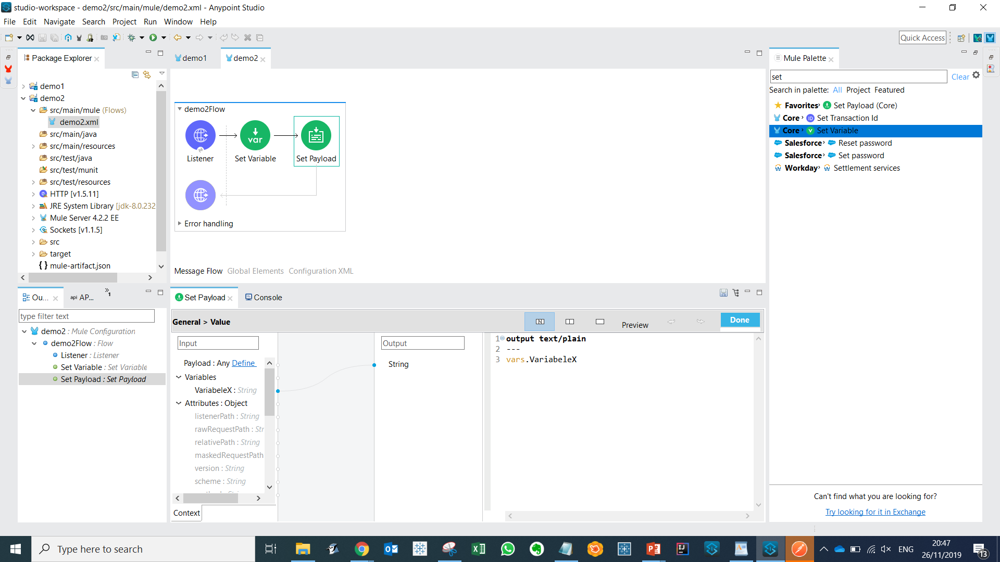 studio-workspace - demo2/src/main/mule/demo2.xml - Anypoint Studio
File Edit Navigate Search Project Run Window Help
Quick Access
Package Explorer
demo1
demo2
src/main/mule (Flows)
demo2.xml
src/main/java
src/main/resources
src/test/java
src/test/munit
src/test/resources
HTTP [v1.5.11]
JRE System Library [jdk-8.0.232
Mule Server 4.2.2 EE
Sockets [v1.1.5]
src
target
mule-artifact.json
demo1 demo2
demo2Flow
var
Listener Set Variable Set Payload
Error handling
Message Flow Global Elements Configuration XML
Mule Palette
set
Clear
Search in palette: All Project Featured
Favorites Set Payload (Core)
Core ID Set Transaction Id
Core V Set Variable
Salesforce Reset password
Salesforce Set password
Workday Settlement services
Can't find what you are looking for?
Try looking for it in Exchange
Ou... api AP... 1
type filter text
demo2 : Mule Configuration
demo2Flow : Flow
Listener : Listener
Set Variable : Set Variable
Set Payload : Set Payload
Set Payload Console
General > Value
Preview
Done
Input
Payload : Any Define
Variables
VariabeleX : String
Attributes : Object
listenerPath : String
rawRequestPath : Str
relativePath : String
maskedRequestPath
version : String
scheme : String
Context
Output
String
1 output text/plain
2 ---
3 vars.VariabeleX
Type here to search
ENG
20:47
26/11/2019
13